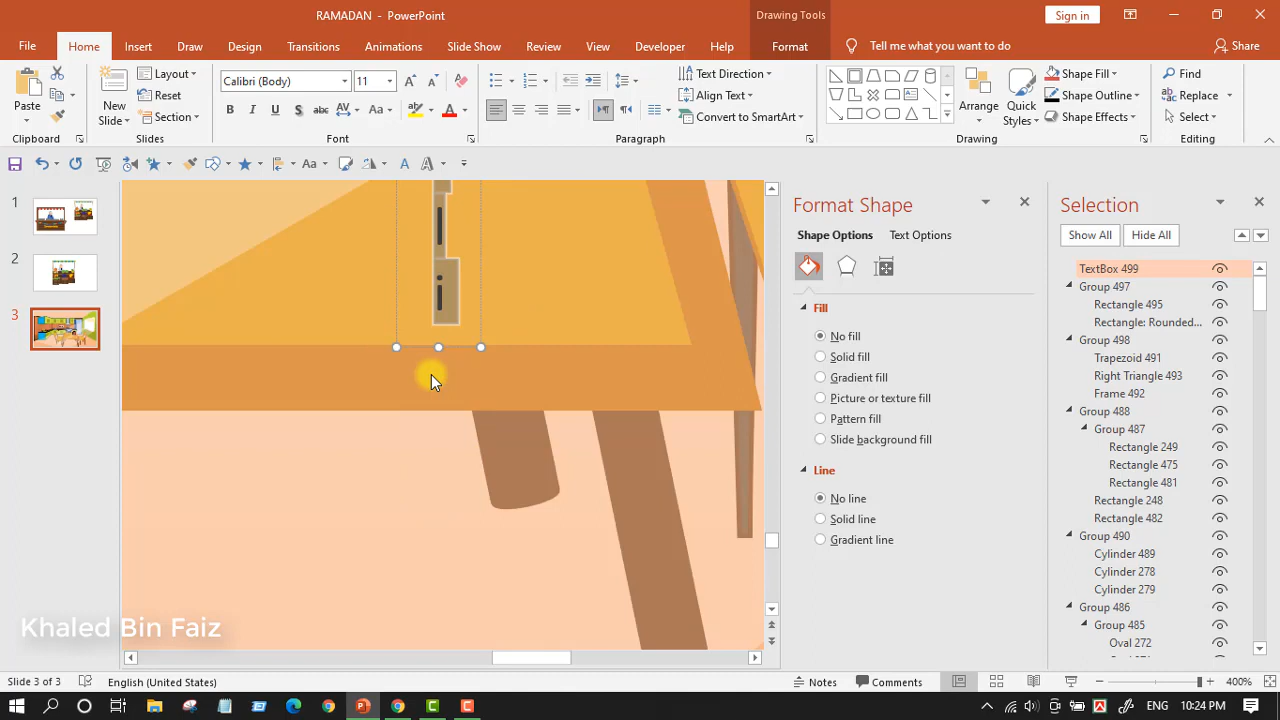 RAMADAN - PowerPoint
Drawing Tools
Sign in
File
Home
Insert
Draw
Design
Transitions
Animations
Slide Show
Review
View
Developer
Help
Format
Tell me what you want to do
Share
Paste
Clipboard
New
Slide
Layout
Reset
Section
Slides
Calibri (Body)
11
B I U S abc AV Aa A
Font
Text Direction
Align Text
Convert to SmartArt
Paragraph
Arrange
Quick
Styles
Shape Fill
Shape Outline
Shape Effects
Drawing
Find
Replace
Select
Editing
1
2
3
Format Shape
Shape Options
Text Options
Fill
No fill
Solid fill
Gradient fill
Picture or texture fill
Pattern fill
Slide background fill
Line
No line
Solid line
Gradient line
Selection
Show All
Hide All
TextBox 499
Group 497
Rectangle 495
Rectangle: Rounded...
Group 498
Trapezoid 491
Right Triangle 493
Frame 492
Group 488
Group 487
Rectangle 249
Rectangle 475
Rectangle 481
Rectangle 248
Rectangle 482
Group 490
Cylinder 489
Cylinder 278
Cylinder 279
Group 486
Group 485
Oval 272
Khaled Bin Faiz
Slide 3 of 3
English (United States)
Notes
Comments
400%
10:24 PM